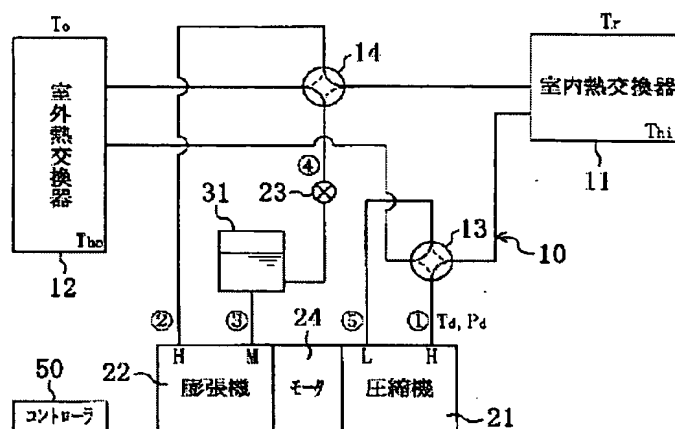 To
室外熱交換器
Tho
12
14
Tr
室内熱交換器
Thi
11
④
23
31
13
10
②
③
24
⑤
①
Td, Pd
H
M
L
H
22
膨張機
モータ
圧縮機
21
50
コントローラ